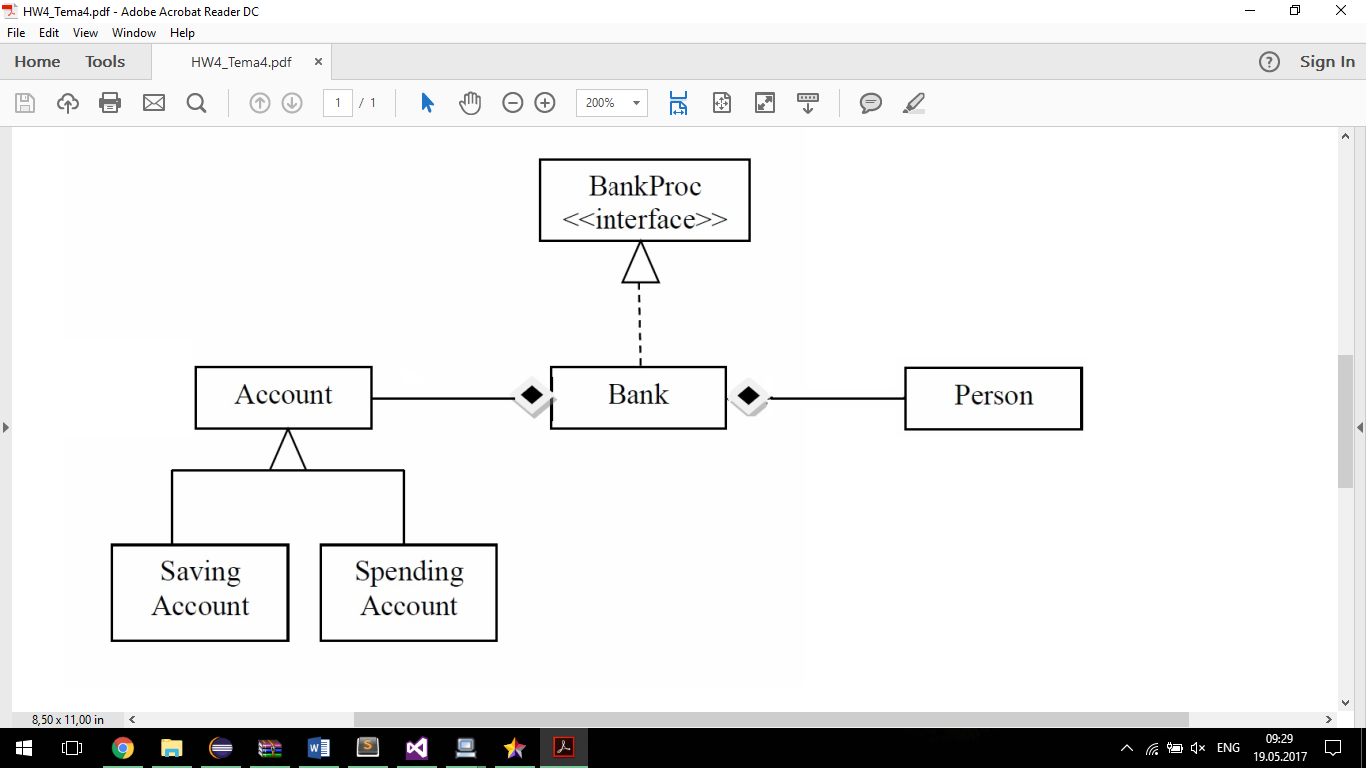 HW4_Tema4.pdf - Adobe Acrobat Reader DC
File Edit View Window Help
Home Tools HW4_Tema4.pdf × ? Sign In
1 / 1 200%
BankProc
<<interface>>
Account Bank Person
Saving Spending
Account Account
8,50 x 11,00 in
ENG 09:29
19.05.2017